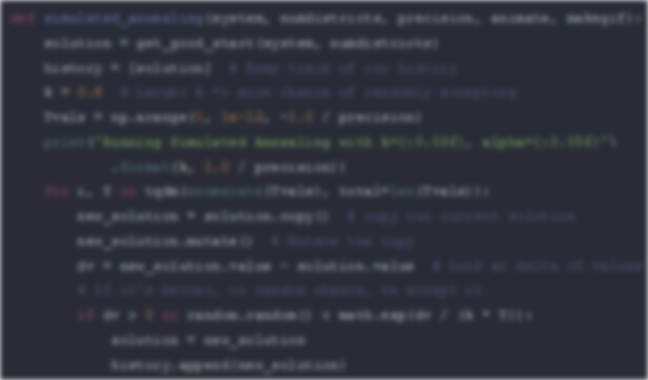 def simulated_annealing(system, numdistricts, precision, animate, makegif):
solution = get_good_start(system, numdistricts)
history = [solution] # Keep track of our history
k = 0.8 # Larger k => more chance of randomly accepting
Tvals = np.arange(1, 1e-12, -1.0 / precision)
print("Running Simulated Annealing with k={:0.03f}, alpha={:0.05f}"\
.format(k, 1.0 / precision))
for i, T in tqdm(enumerate(Tvals), total=len(Tvals)):
new_solution = solution.copy() # copy our current solution
new_solution.mutate() # Mutate the copy
dv = new_solution.value - solution.value # Look at delta of values
# If it's better, or random chance, we accept it
if dv > 0 or random.random() < math.exp(dv / (k * T)):
solution = new_solution
history.append(new_solution)